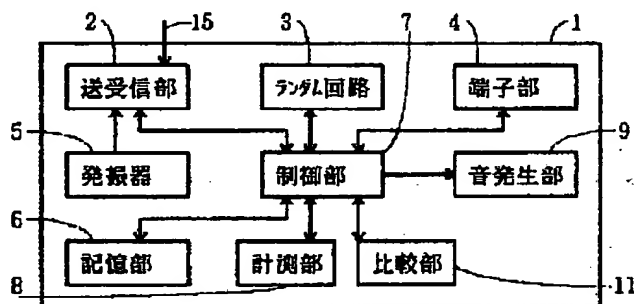 2 15 3 4 1
送受信部 ランダム回路 端子部
5 7 9
発振器 制御部 音発生部
6
記憶部 計測部 比較部
8 11